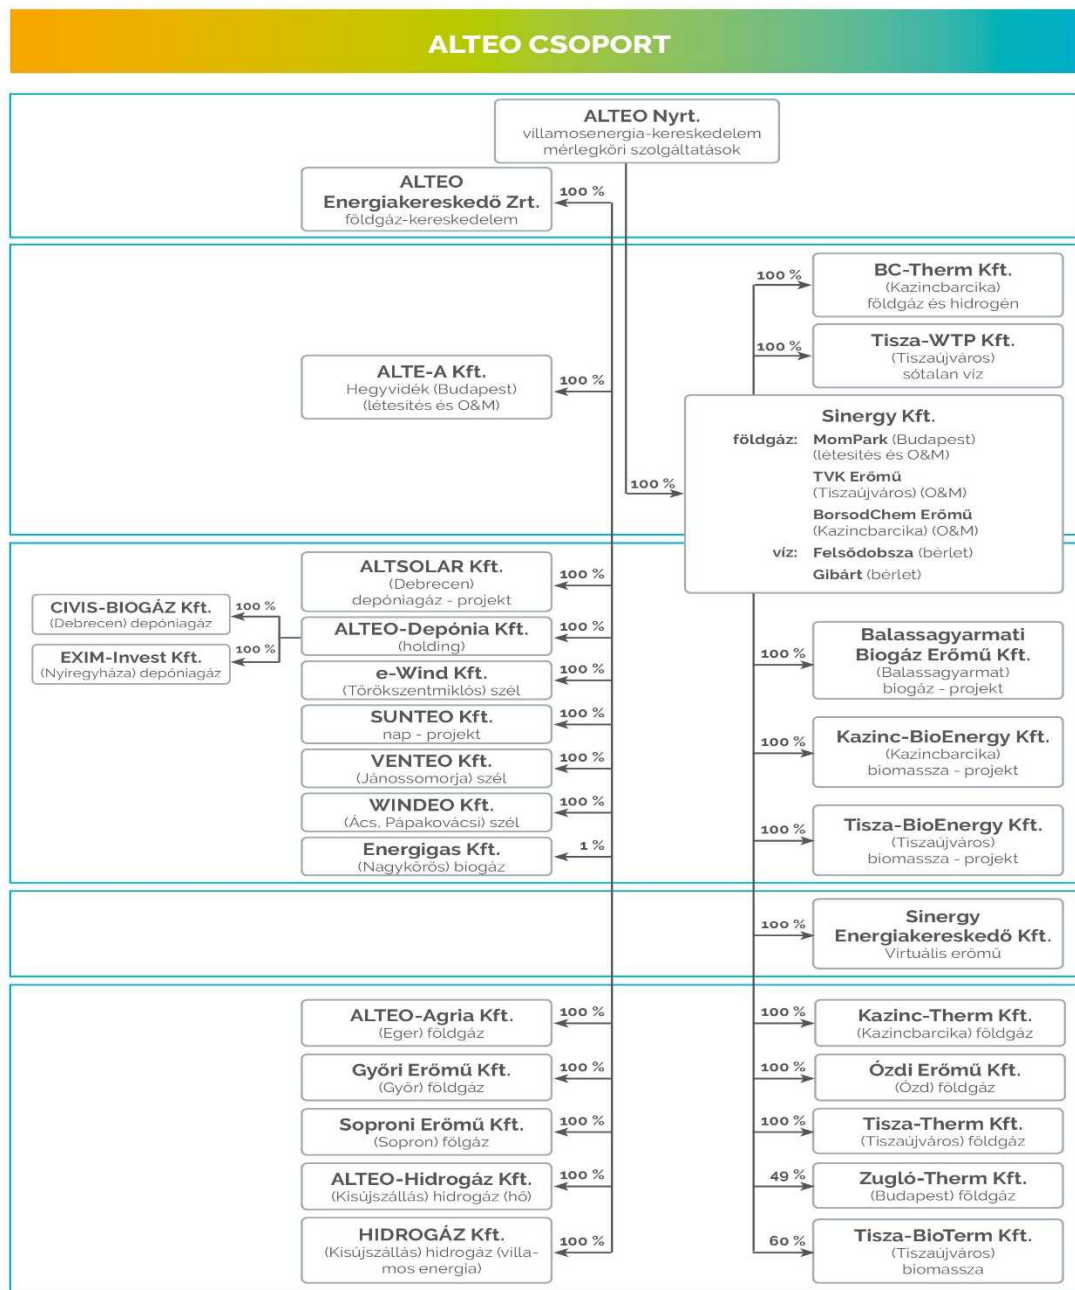 ALTEO CSOPORT
ALTEO Nyrt.
villamosenergia-kereskedelem
mérlegköri szolgáltatások
ALTEO
Energiakereskedő Zrt.
földgáz-kereskedelem
100 %
100 %
BC-Therm Kft.
(Kazincbarcika)
földgáz és hidrogén
100 %
Tisza-WTP Kft.
(Tiszaújváros)
sótalan víz
ALTE-A Kft.
Hegyvidék (Budapest)
(létesítés és O&M)
100 %
100 %
Sinergy Kft.
földgáz: MomPark (Budapest)
(létesítés és O&M)
TVK Erőmű
(Tiszaújváros) (O&M)
BorsodChem Erőmű
(Kazincbarcika) (O&M)
víz: Felsődobsza (bérlet)
Gibárt (bérlet)
ALTSOLAR Kft.
(Debrecen)
depóniagáz - projekt
100 %
CIVIS-BIOGÁZ Kft.
(Debrecen) depóniagáz
100 %
EXIM-Invest Kft.
(Nyíregyháza) depóniagáz
100 %
ALTEO-Depónia Kft.
(holding)
100 %
e-Wind Kft.
(Törökszentmiklós) szél
100 %
SUNTEO Kft.
nap - projekt
100 %
VENTEO Kft.
(Jánossomorja) szél
100 %
WINDEO Kft.
(Ács, Pápakovácsi) szél
100 %
Energigas Kft.
(Nagykőrös) biogáz
1 %
100 %
Balassagyarmati
Biogáz Erőmű Kft.
(Balassagyarmat)
biogáz - projekt
100 %
Kazinc-BioEnergy Kft.
(Kazincbarcika)
biomassza - projekt
100 %
Tisza-BioEnergy Kft.
(Tiszaújváros)
biomassza - projekt
100 %
Sinergy
Energiakereskedő Kft.
Virtuális erőmű
ALTEO-Agria Kft.
(Eger) földgáz
100 %
Győri Erőmű Kft.
(Győr) földgáz
100 %
Soproni Erőmű Kft.
(Sopron) fölgáz
100 %
ALTEO-Hidrogáz Kft.
(Kisújszállás) hidrogáz (hő)
100 %
HIDROGÁZ Kft.
(Kisújszállás) hidrogáz (villa-
mos energia)
100 %
100 %
Kazinc-Therm Kft.
(Kazincbarcika) földgáz
100 %
Ózdi Erőmű Kft.
(Ózd) földgáz
100 %
Tisza-Therm Kft.
(Tiszaújváros) földgáz
49 %
Zugló-Therm Kft.
(Budapest) földgáz
60 %
Tisza-BioTerm Kft.
(Tiszaújváros)
biomassza